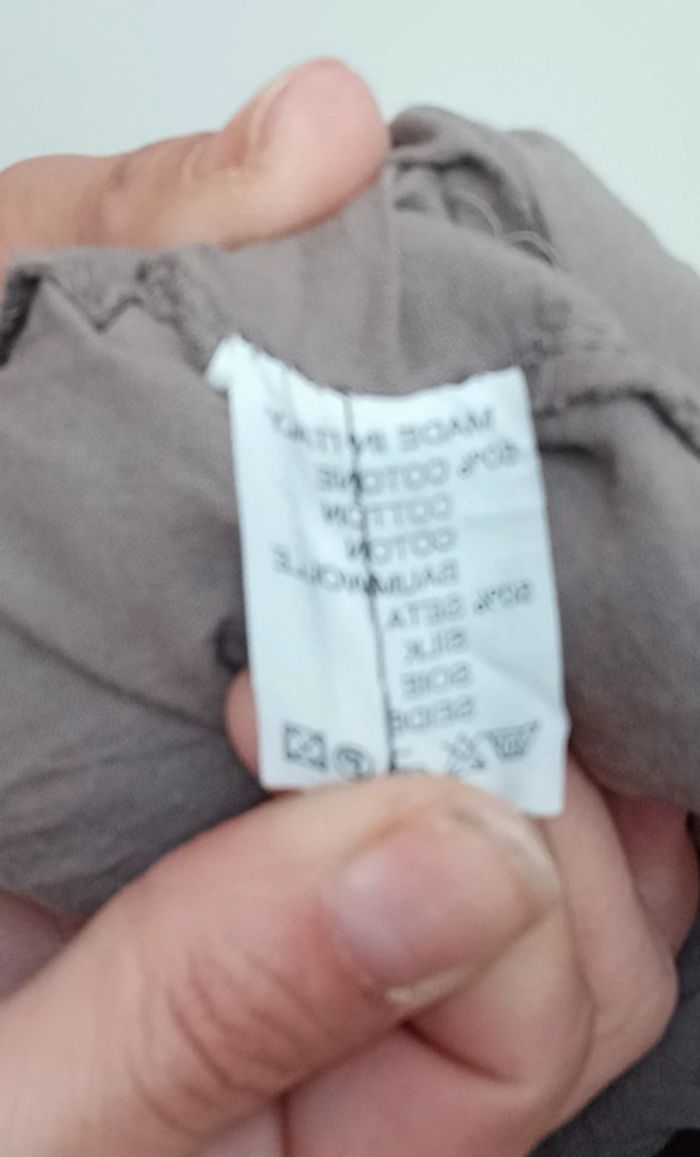 MADE IN ITALY
50% COTONE
COTTON
COTON
BAUMWOLLE
50% SETA
SILK
SOIE
SEIDE